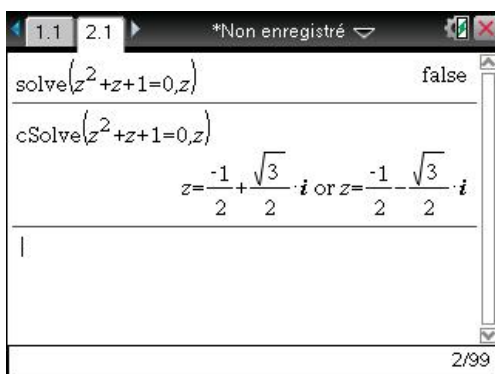 1.1 2.1 *Non enregistré
solve(z²+z+1=0,z) false
cSolve(z²+z+1=0,z)
z=-1/2+√3/2·i or z=-1/2-√3/2·i
2/99